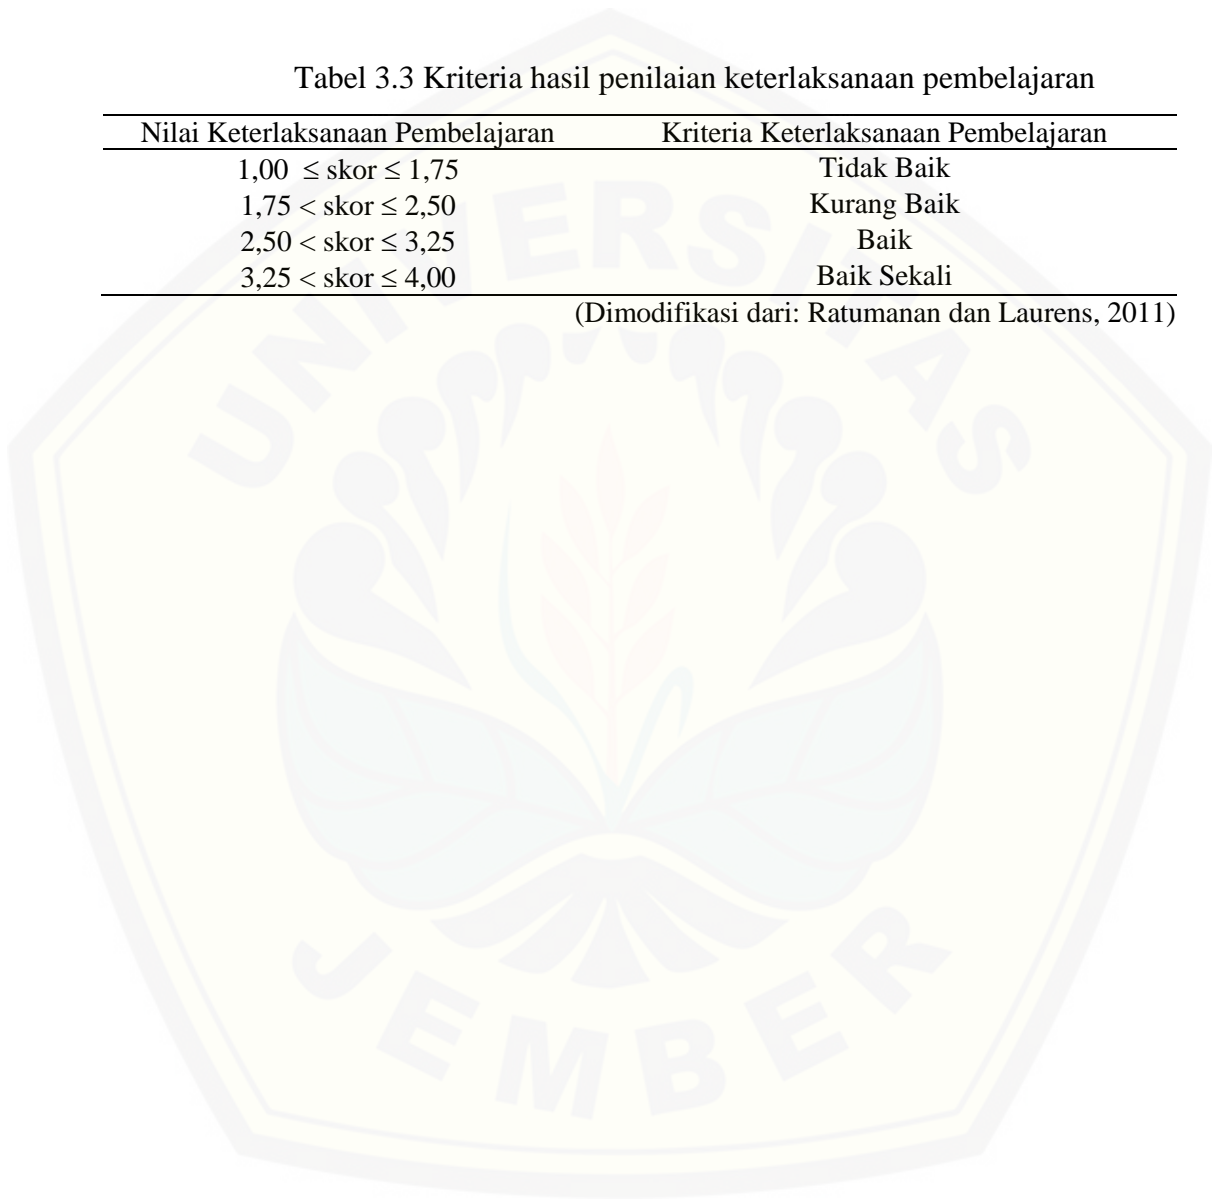 Tabel 3.3 Kriteria hasil penilaian keterlaksanaan pembelajaran
Nilai Keterlaksanaan Pembelajaran Kriteria Keterlaksanaan Pembelajaran
1,00 ≤ skor ≤ 1,75 Tidak Baik
1,75 < skor ≤ 2,50 Kurang Baik
2,50 < skor ≤ 3,25 Baik
3,25 < skor ≤ 4,00 Baik Sekali
(Dimodifikasi dari: Ratumanan dan Laurens, 2011)
UNIVERSITAS
JEMBER